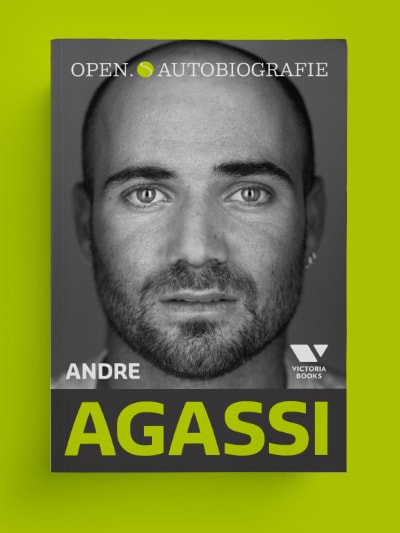 OPEN. AUTOBIOGRAFIE
ANDRE
VICTORIA
BOOKS
AGASSI